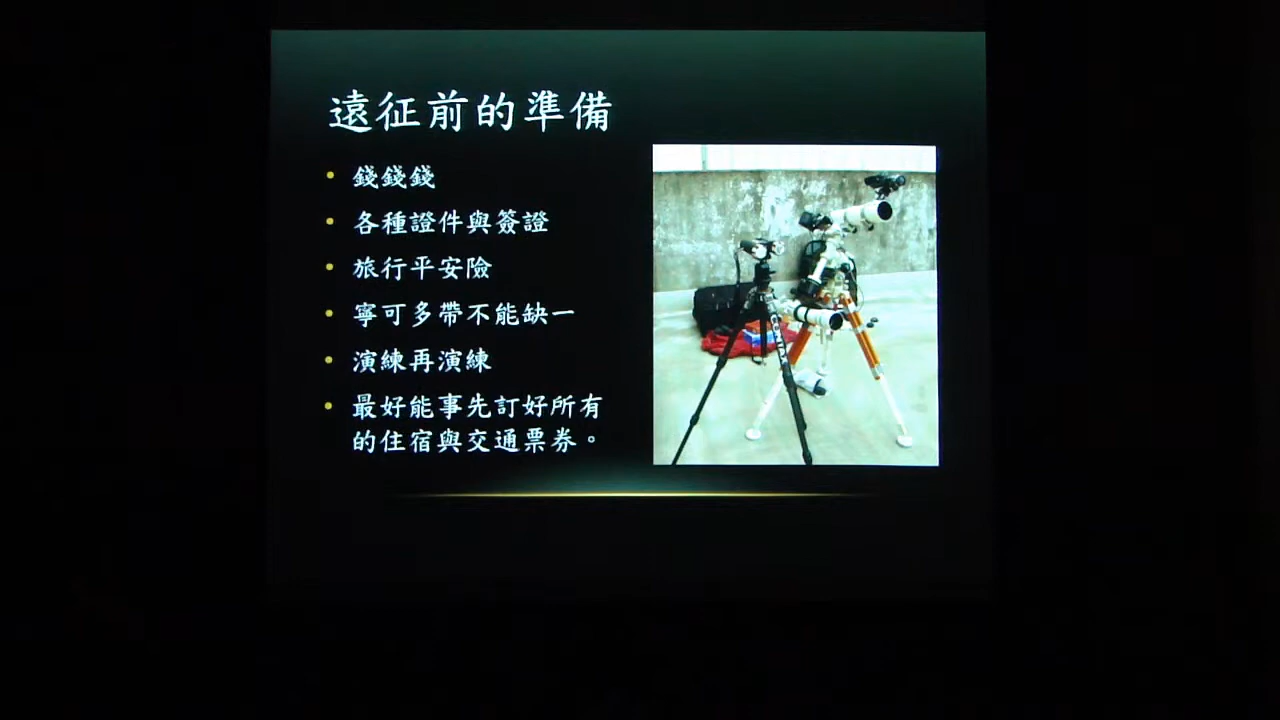 遠征前的準備
錢錢錢
各種證件與簽證
旅行平安險
寧可多帶不能缺一
演練再演練
最好能事先訂好所有
的住宿與交通票券。